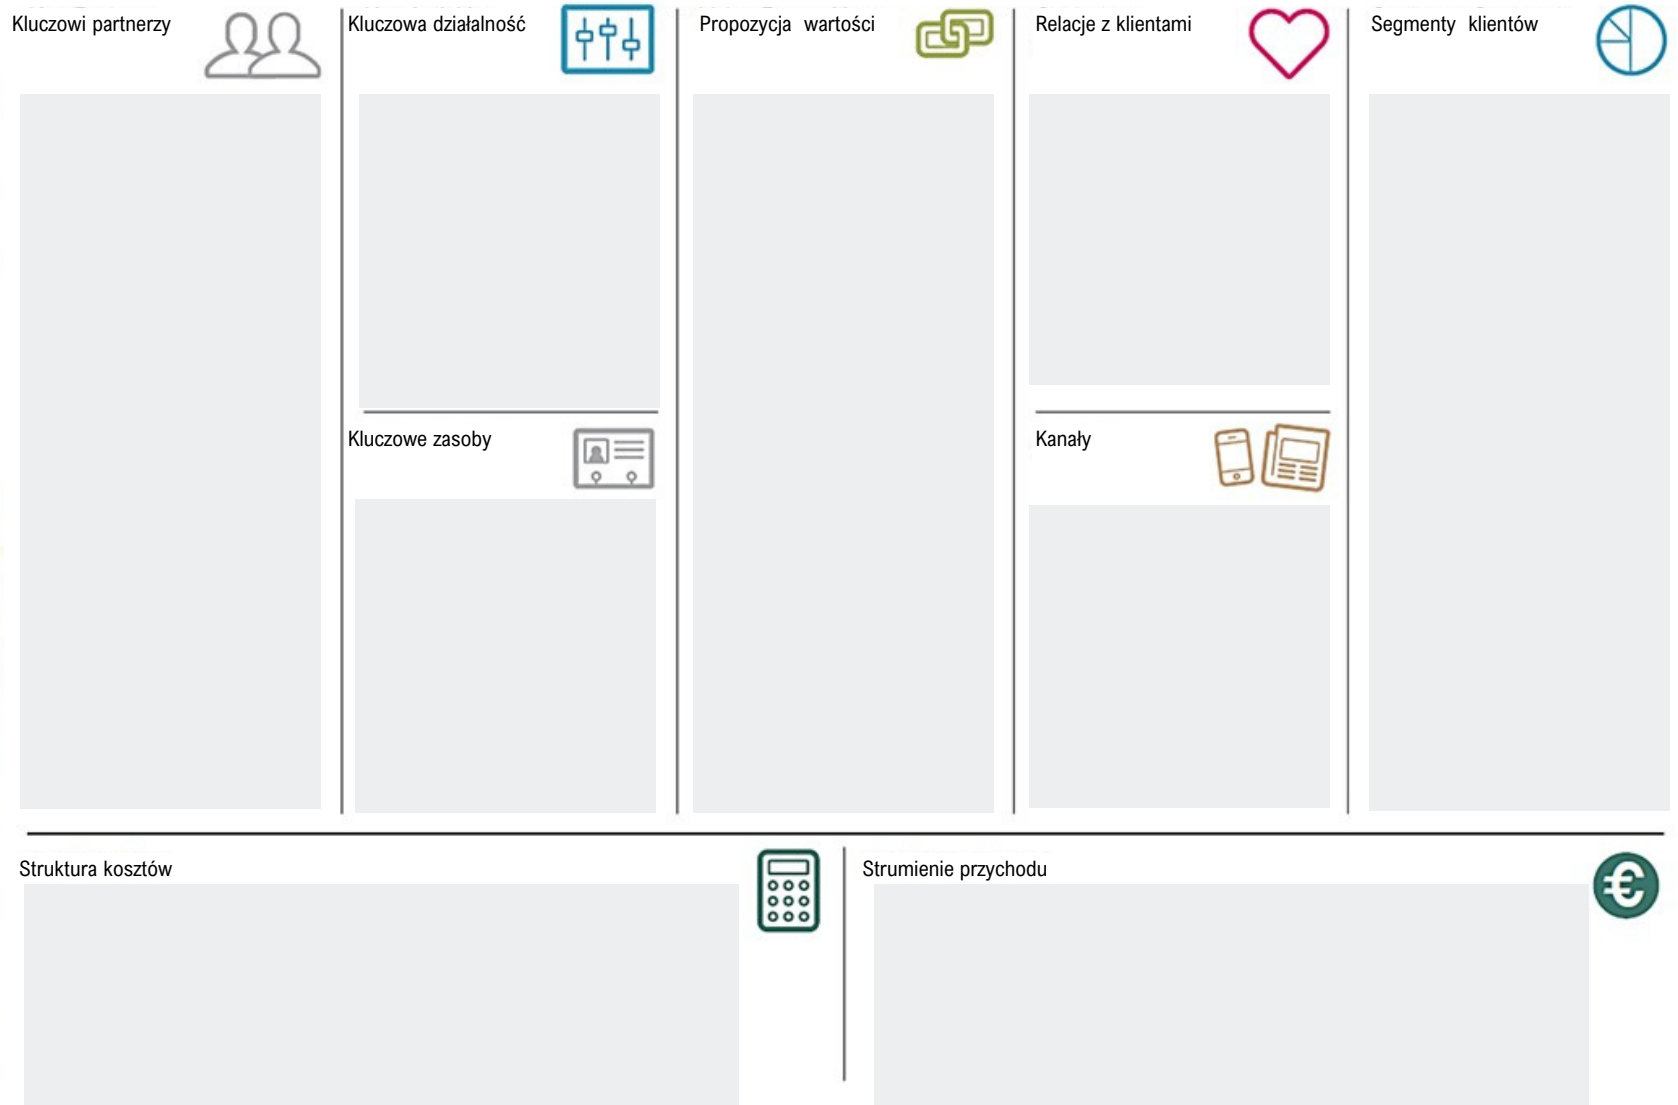 Kluczowi partnerzy
Kluczowa działalność
Propozycja wartości
Relacje z klientami
Segmenty klientów
Kluczowe zasoby
Kanały
Struktura kosztów
Strumienie przychodu
€